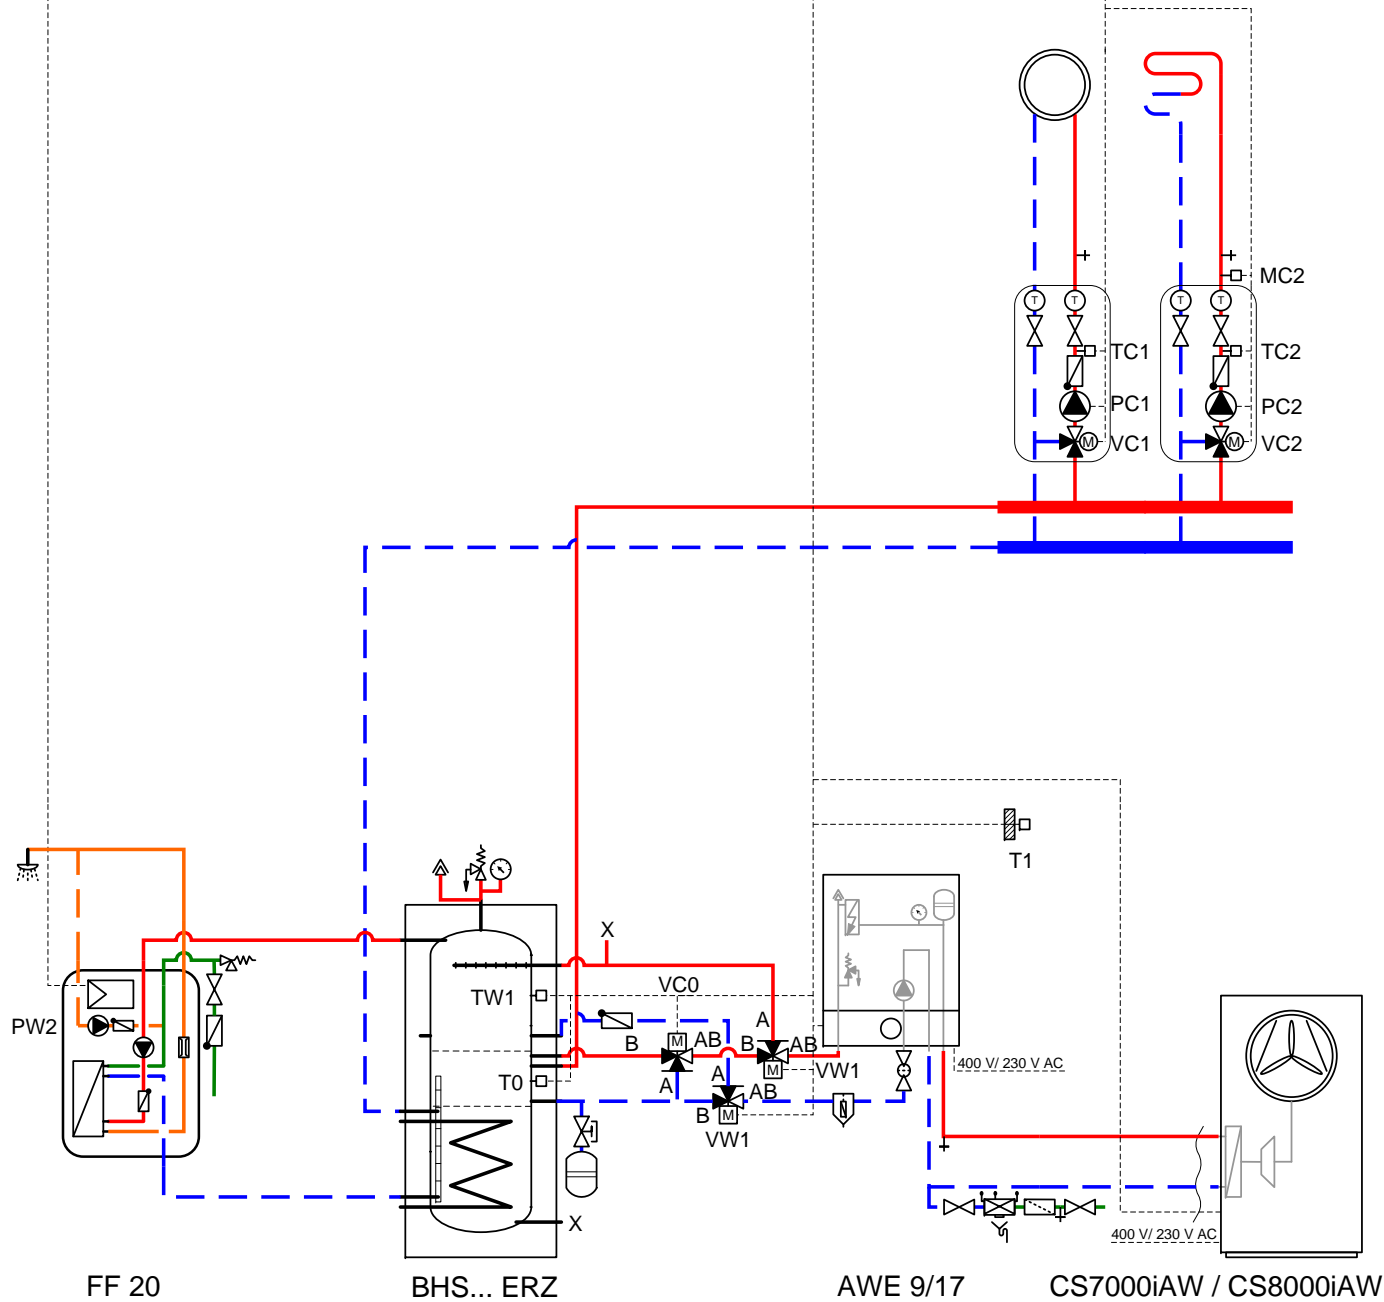 T
T
T
T
MC2
TC1
TC2
PC1
PC2
M
VC1
M
VC2
T1
X
TW1
VC0
PW2
A
B
M
AB
B
AB
M
VW1
400 V/ 230 V AC
T0
A
A
AB
B
M
VW1
X
400 V/ 230 V AC
FF 20
BHS... ERZ
AWE 9/17
CS7000iAW / CS8000iAW